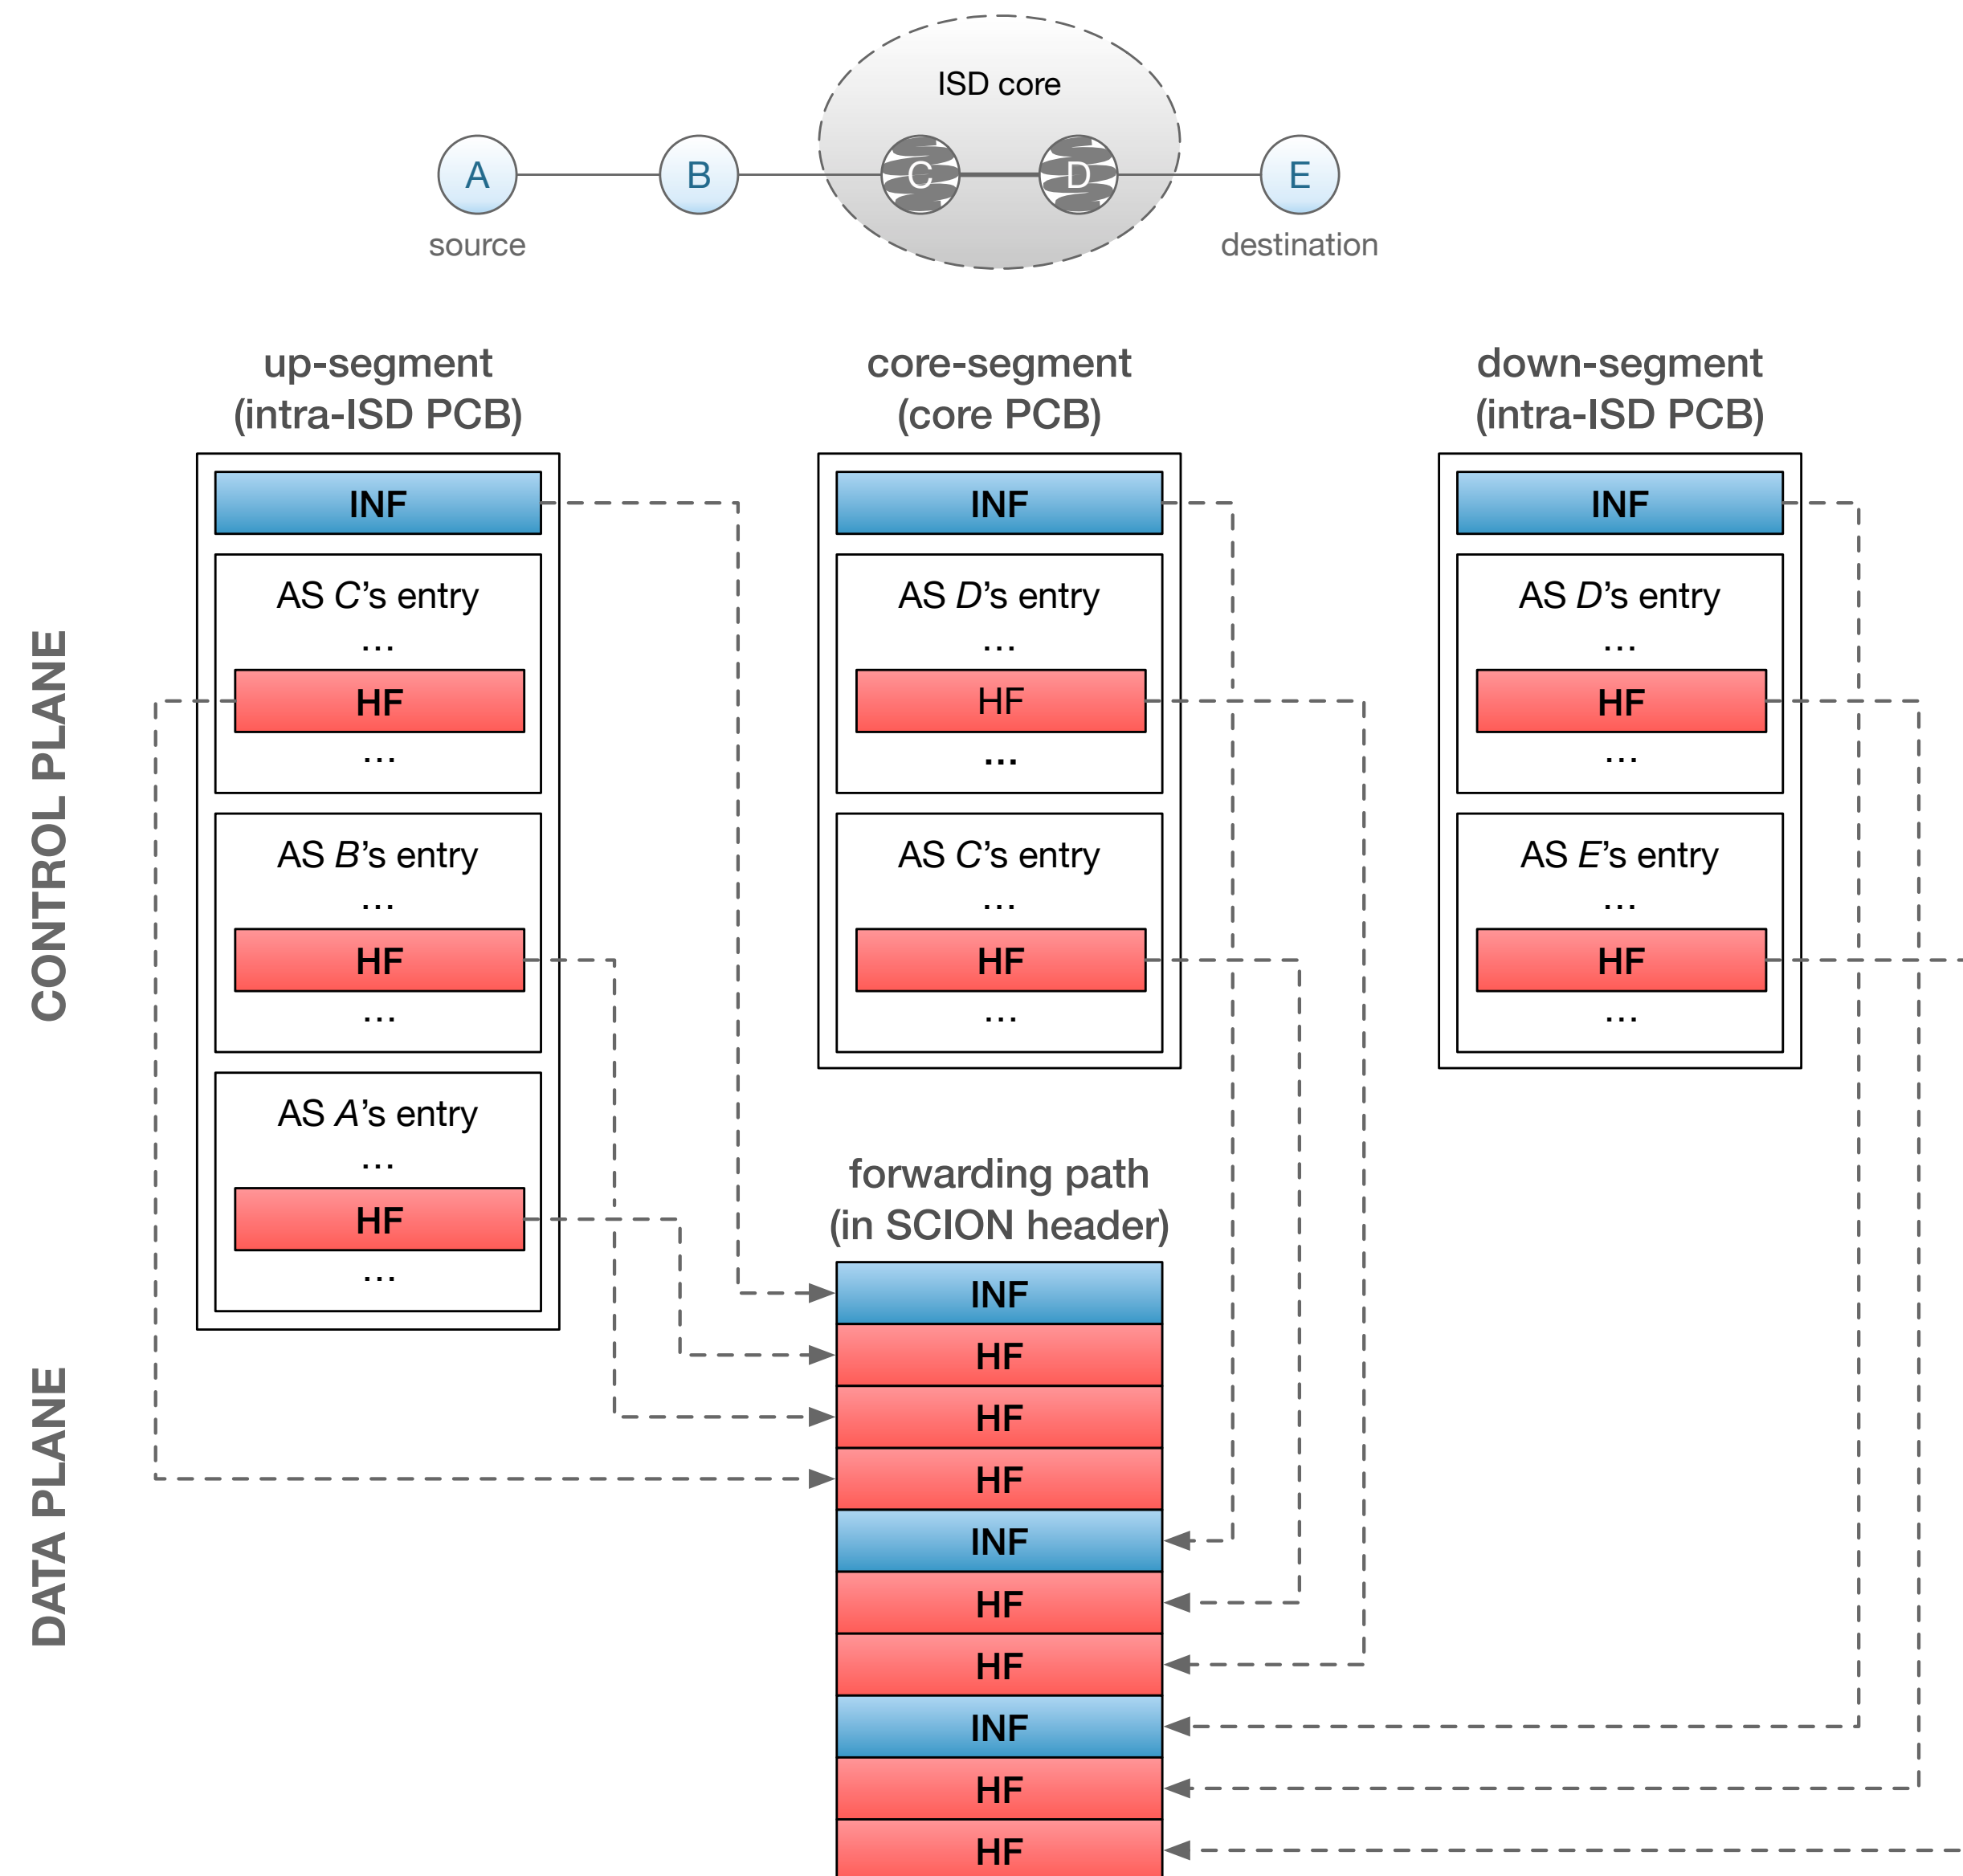 ISD core
A
B
C
D
E
source
destination
up-segment
(intra-ISD PCB)
core-segment
(core PCB)
down-segment
(intra-ISD PCB)
CONTROL PLANE
INF
AS C's entry
...
HF
...
AS B's entry
...
HF
...
AS A's entry
...
HF
...
INF
AS D's entry
...
HF
...
AS C's entry
...
HF
...
INF
AS D's entry
...
HF
...
AS E's entry
...
HF
...
DATA PLANE
forwarding path
(in SCION header)
INF
HF
HF
HF
INF
HF
HF
INF
HF
HF